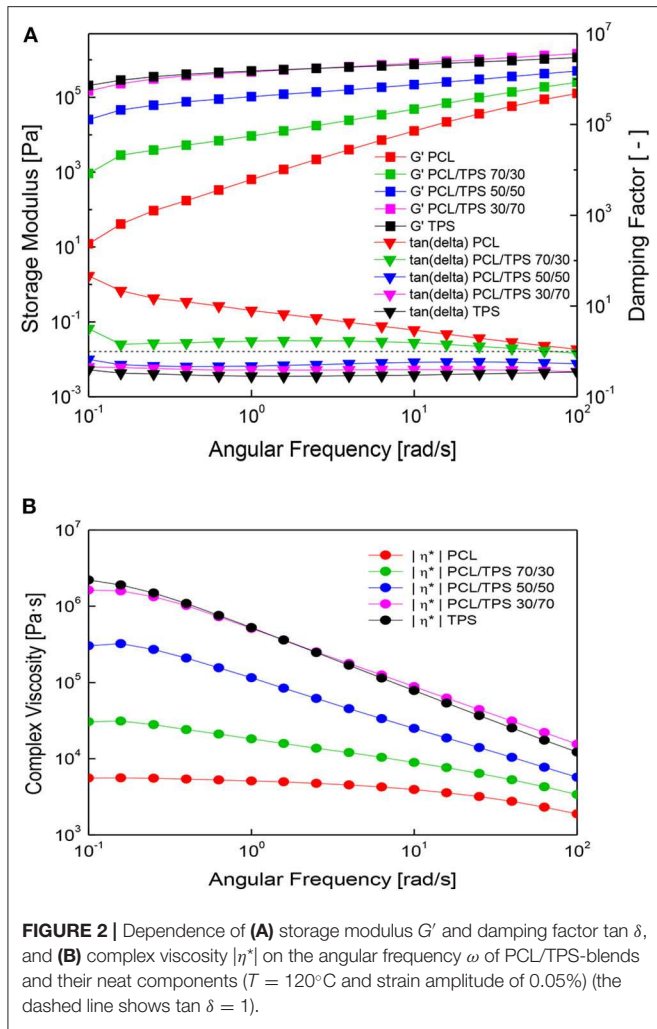 A
10⁵
10³
10¹
10⁻¹
10⁻³
Storage Modulus [Pa]
G' PCL
G' PCL/TPS 70/30
G' PCL/TPS 50/50
G' PCL/TPS 30/70
G' TPS
tan(delta) PCL
tan(delta) PCL/TPS 70/30
tan(delta) PCL/TPS 50/50
tan(delta) PCL/TPS 30/70
tan(delta) TPS
10⁷
10⁵
10³
10¹
10⁻¹
Damping Factor [ - ]
10⁻¹ 10⁰ 10¹ 10²
Angular Frequency [rad/s]
B
10⁷
10⁶
10⁵
10⁴
10³
Complex Viscosity [Pa·s]
| η* | PCL
| η* | PCL/TPS 70/30
| η* | PCL/TPS 50/50
| η* | PCL/TPS 30/70
| η* | TPS
10⁻¹ 10⁰ 10¹ 10²
Angular Frequency [rad/s]
FIGURE 2 | Dependence of (A) storage modulus G′ and damping factor tan δ,
and (B) complex viscosity |η*| on the angular frequency ω of PCL/TPS-blends
and their neat components (T = 120°C and strain amplitude of 0.05%) (the
dashed line shows tan δ = 1).